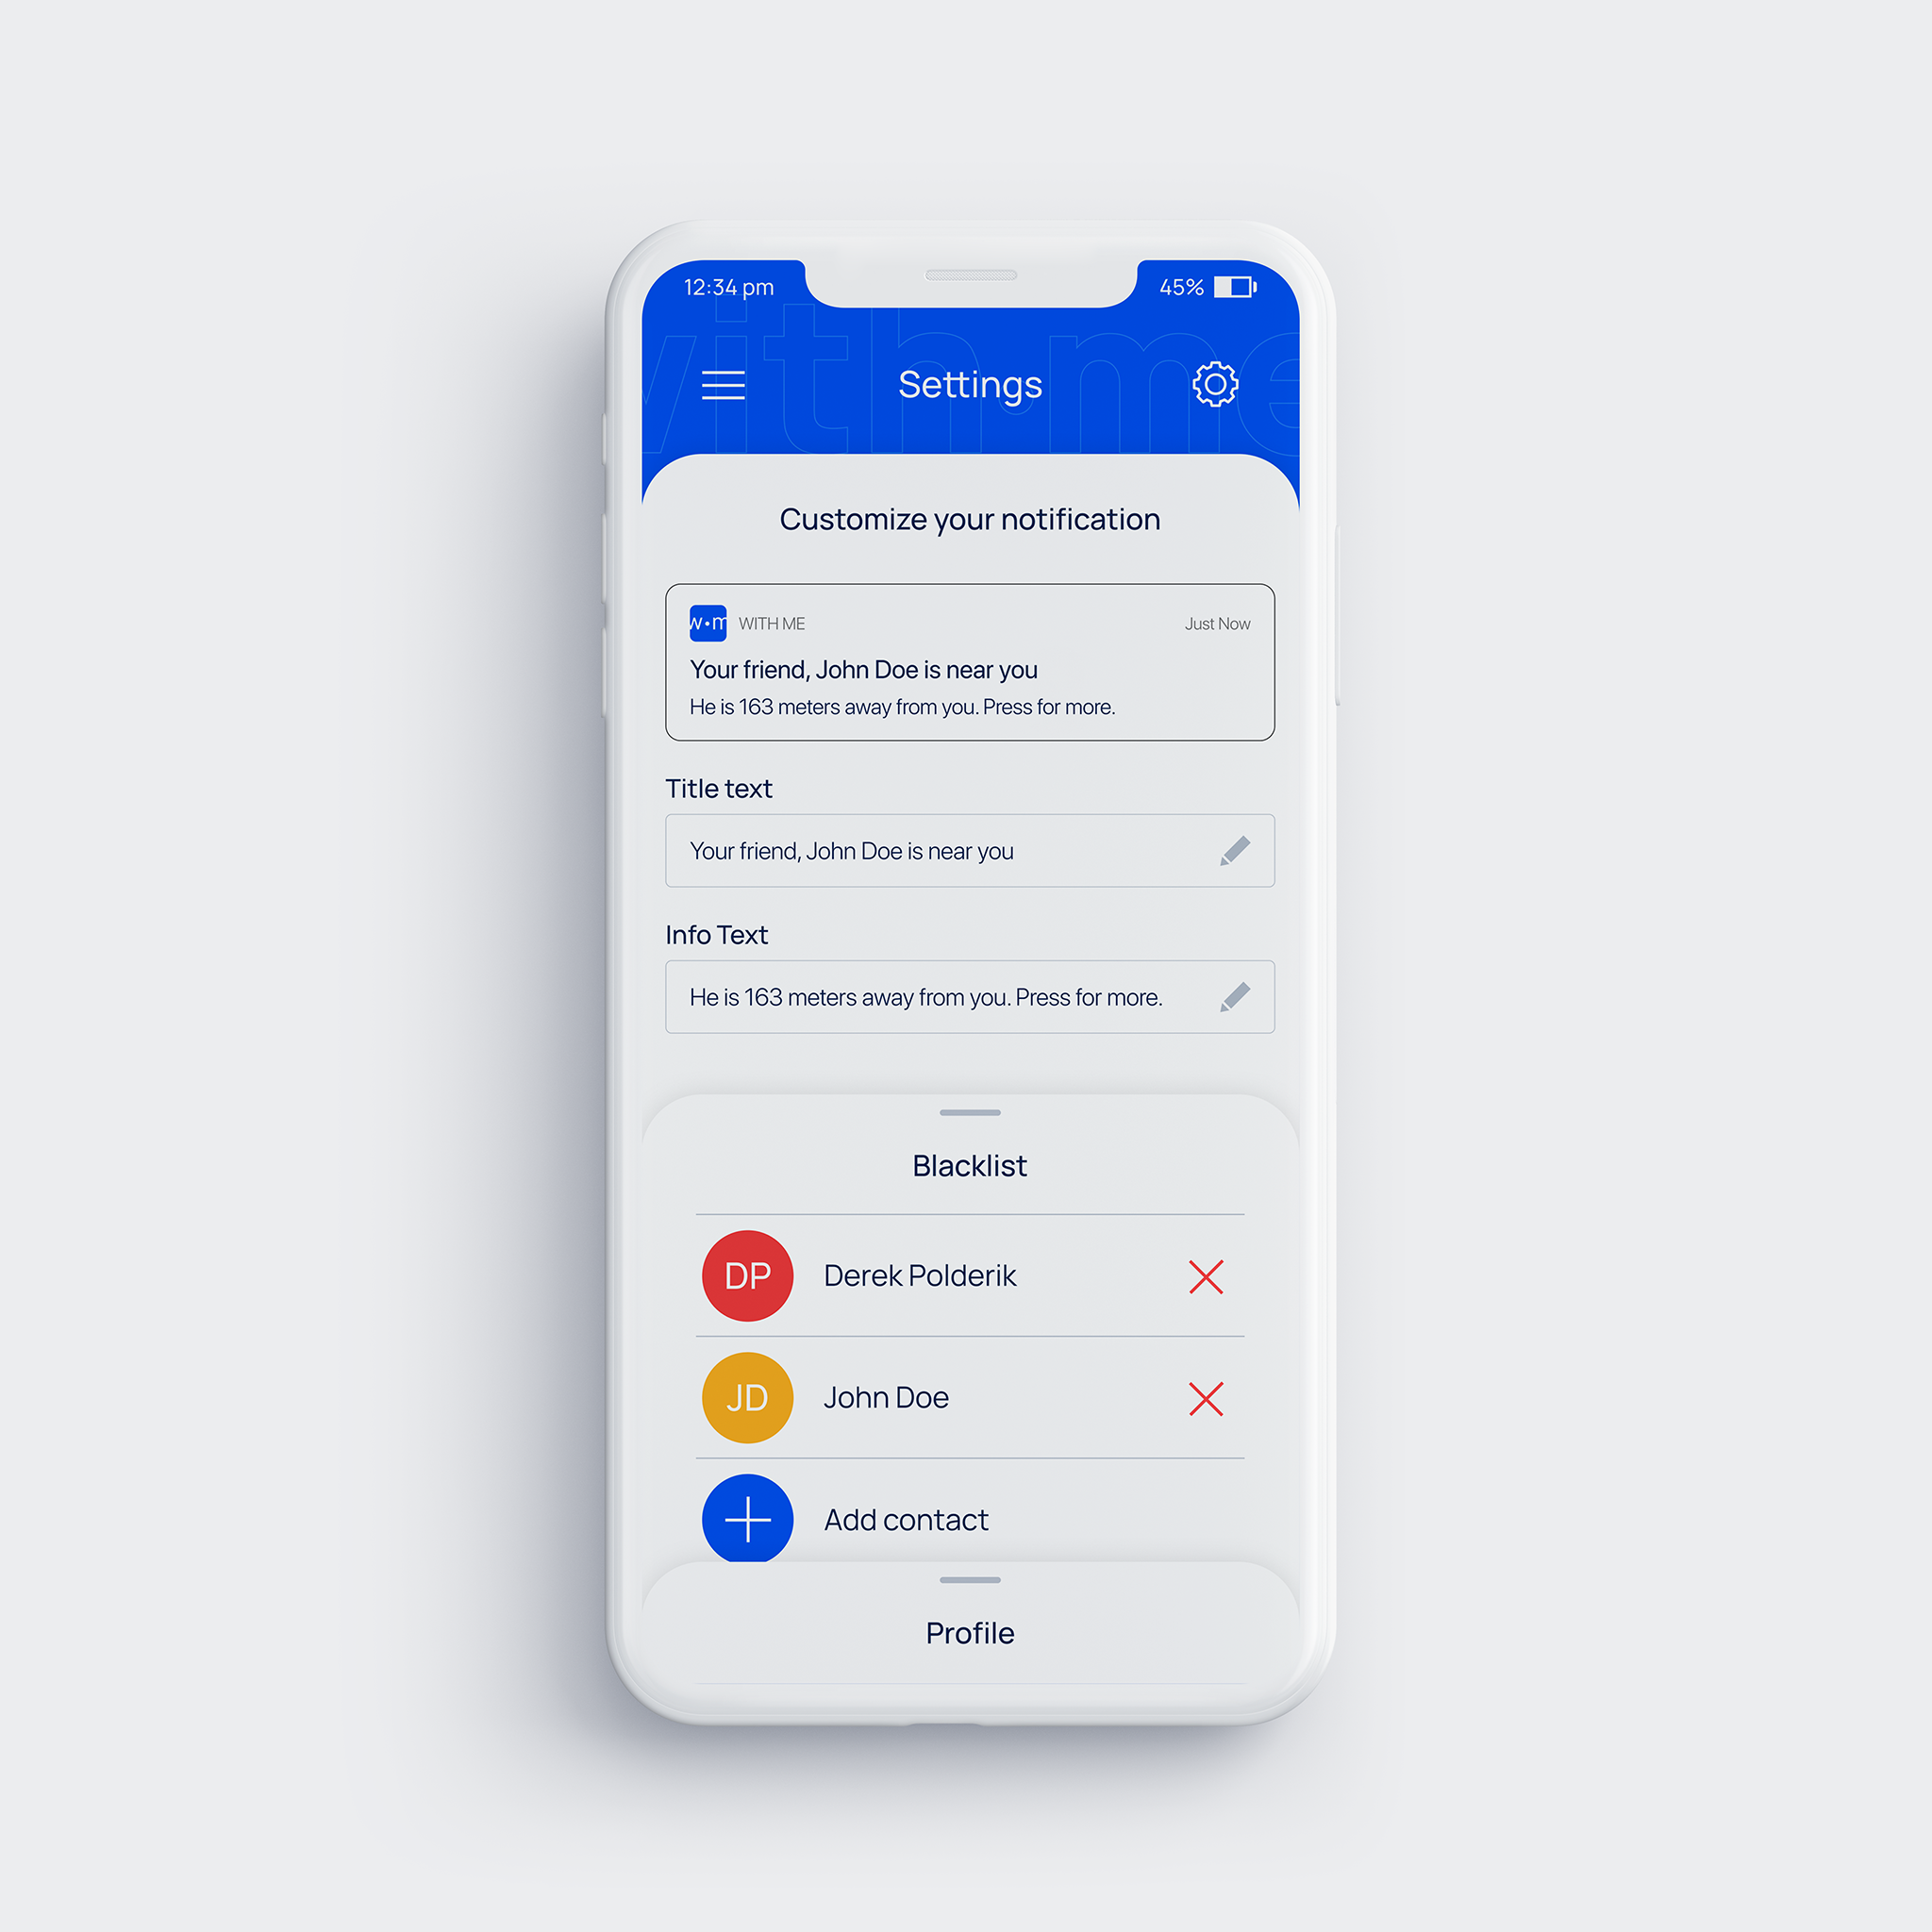 12:34 pm 45%
with me
Settings
Customize your notification
w•m WITH ME Just Now
Your friend, John Doe is near you
He is 163 meters away from you. Press for more.
Title text
Your friend, John Doe is near you
Info Text
He is 163 meters away from you. Press for more.
Blacklist
DP Derek Polderik
JD John Doe
Add contact
Profile